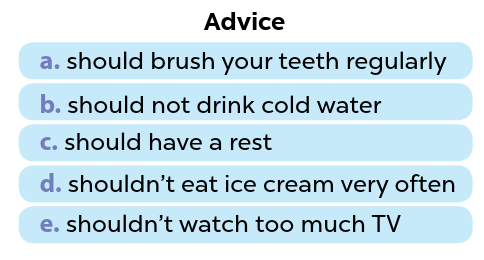 Advice
a. should brush your teeth regularly
b. should not drink cold water
c. should have a rest
d. shouldn’t eat ice cream very often
e. shouldn’t watch too much TV